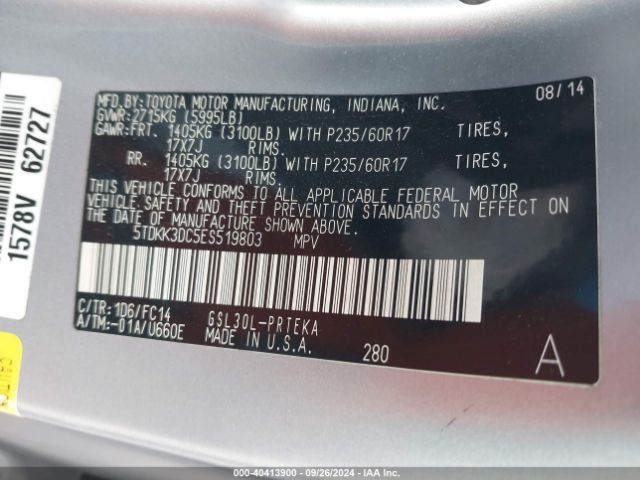 MFD.BY: TOYOTA MOTOR MANUFACTURING, INDIANA, INC. 08/14
GVWR: 2715KG (5995LB)
GAWR: FRT. 1405KG (3100LB) WITH P235/60R17 TIRES,
17X7J RIMS.
RR. 1405KG (3100LB) WITH P235/60R17 TIRES,
17X7J RIMS.
THIS VEHICLE CONFORMS TO ALL APPLICABLE FEDERAL MOTOR
VEHICLE SAFETY AND THEFT PREVENTION STANDARDS IN EFFECT ON
THE DATE OF MANUFACTURE SHOWN ABOVE.
5TDKK3DC5ES519803 MPV
C/TR: 1D6/FC14 GSL30L-PRTEKA
A/TM: -01A/U660E MADE IN U.S.A.
280 A
1578V 62727
CAUTION
000-40413900 - 09/26/2024 - IAA Inc.